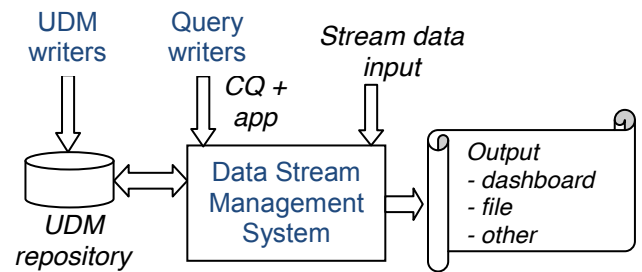 UDM
writers
Query
writers
Stream data
input
CQ +
app
Data Stream
Management
System
UDM
repository
Output
- dashboard
- file
- other